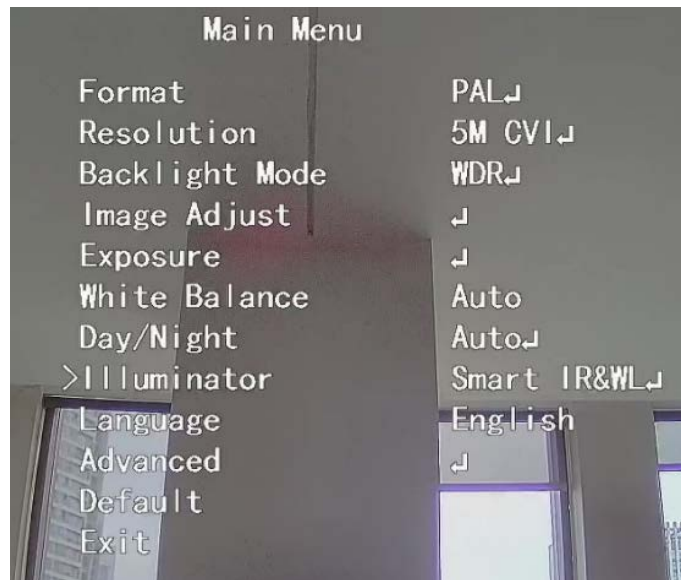 Main Menu
Format PAL↵
Resolution 5M CVI↵
Backlight Mode WDR↵
Image Adjust ↵
Exposure ↵
White Balance Auto
Day/Night Auto↵
>Illuminator Smart IR&WL↵
Language English
Advanced ↵
Default
Exit